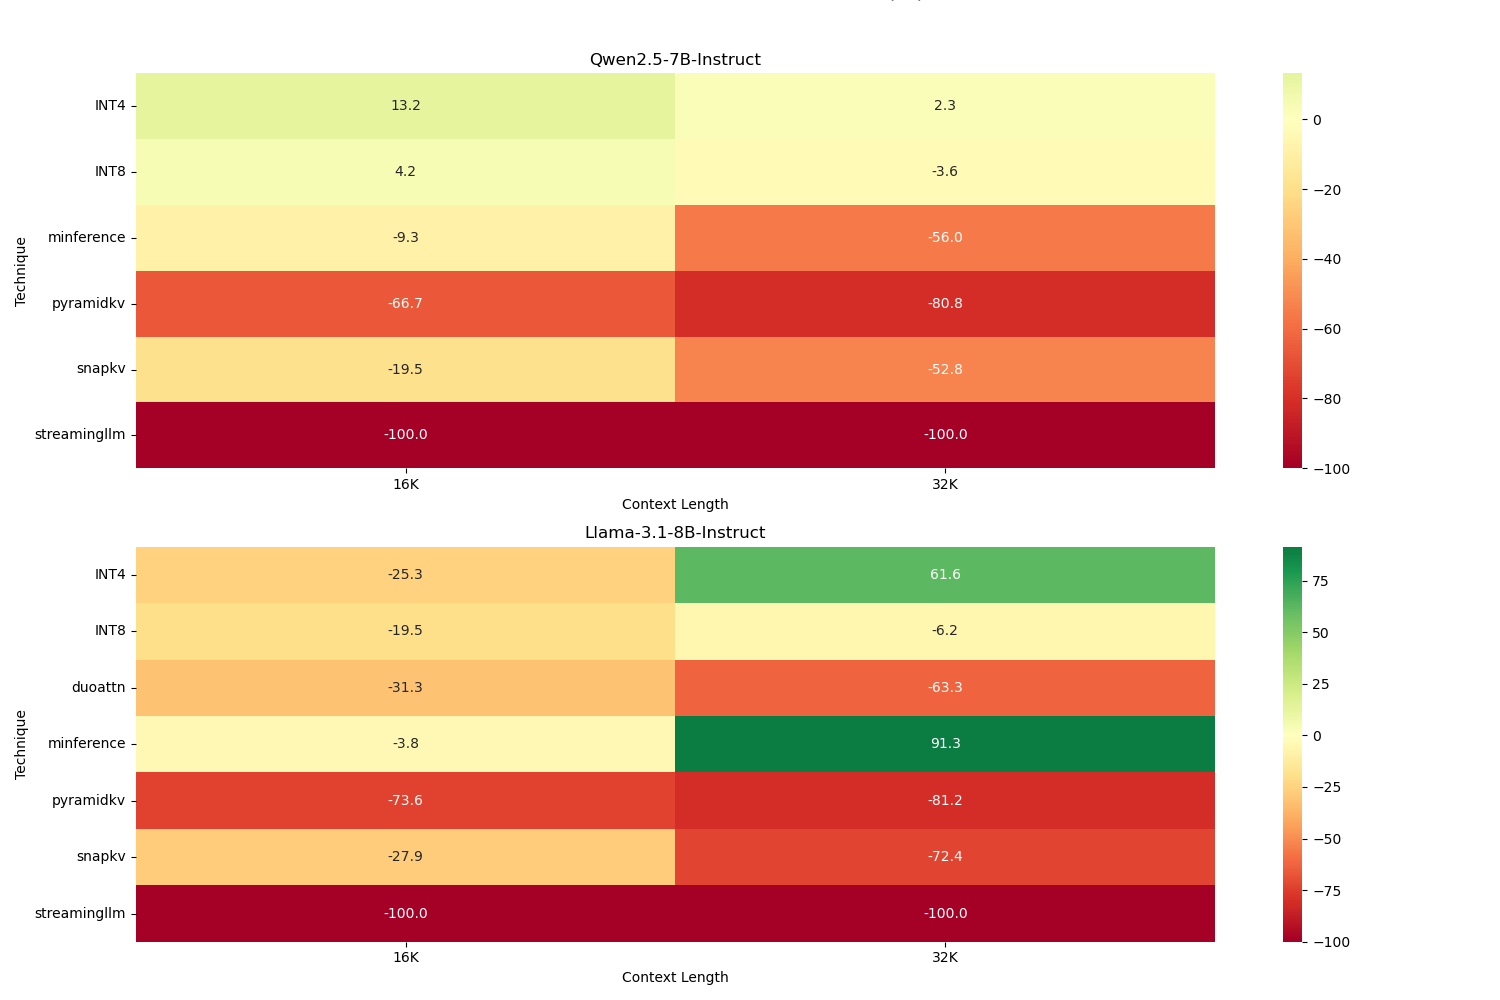 Qwen2.5-7B-Instruct
Technique
INT4 13.2 2.3
INT8 4.2 -3.6
minference -9.3 -56.0
pyramidkv -66.7 -80.8
snapkv -19.5 -52.8
streamingllm -100.0 -100.0
16K 32K
Context Length
0
−20
−40
−60
−80
−100
Llama-3.1-8B-Instruct
Technique
INT4 -25.3 61.6
INT8 -19.5 -6.2
duoattn -31.3 -63.3
minference -3.8 91.3
pyramidkv -73.6 -81.2
snapkv -27.9 -72.4
streamingllm -100.0 -100.0
16K 32K
Context Length
75
50
25
0
−25
−50
−75
−100